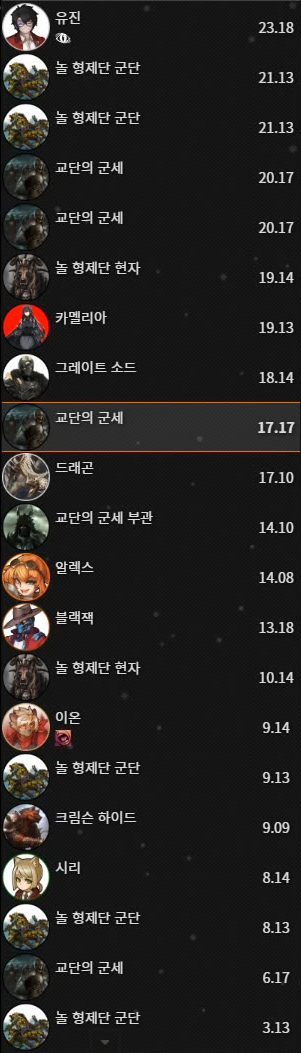 유진
23.18
놀 형제단 군단
21.13
놀 형제단 군단
21.13
교단의 군세
20.17
교단의 군세
20.17
놀 형제단 현자
19.14
카멜리아
19.13
그레이트 소드
18.14
교단의 군세
17.17
드래곤
17.10
교단의 군세 부관
14.10
알렉스
14.08
블랙잭
13.18
놀 형제단 현자
10.14
이온
9.14
놀 형제단 군단
9.13
크림슨 하이드
9.09
시리
8.14
놀 형제단 군단
8.13
교단의 군세
6.17
놀 형제단 군단
3.13